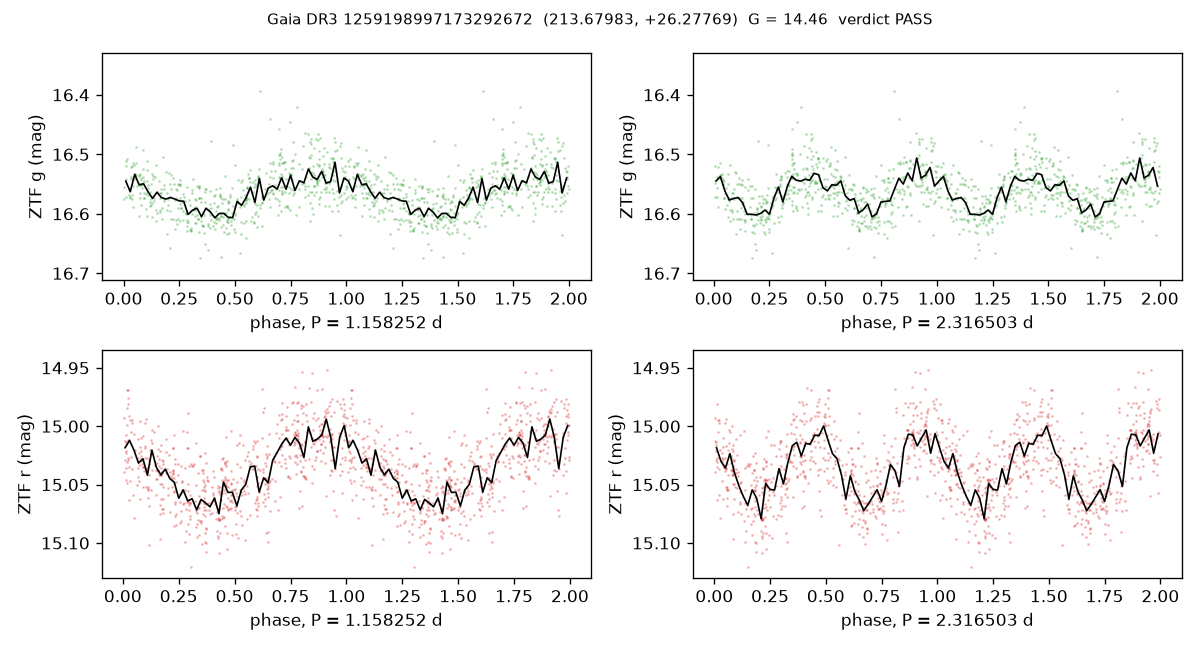 Gaia DR3 1259198997173292672 (213.67983, +26.27769) G = 14.46 verdict PASS
ZTF g (mag)
16.4
16.5
16.6
16.7
0.00 0.25 0.50 0.75 1.00 1.25 1.50 1.75 2.00
phase, P = 1.158252 d
ZTF g (mag)
16.4
16.5
16.6
16.7
0.00 0.25 0.50 0.75 1.00 1.25 1.50 1.75 2.00
phase, P = 2.316503 d
ZTF r (mag)
14.95
15.00
15.05
15.10
0.00 0.25 0.50 0.75 1.00 1.25 1.50 1.75 2.00
phase, P = 1.158252 d
ZTF r (mag)
14.95
15.00
15.05
15.10
0.00 0.25 0.50 0.75 1.00 1.25 1.50 1.75 2.00
phase, P = 2.316503 d